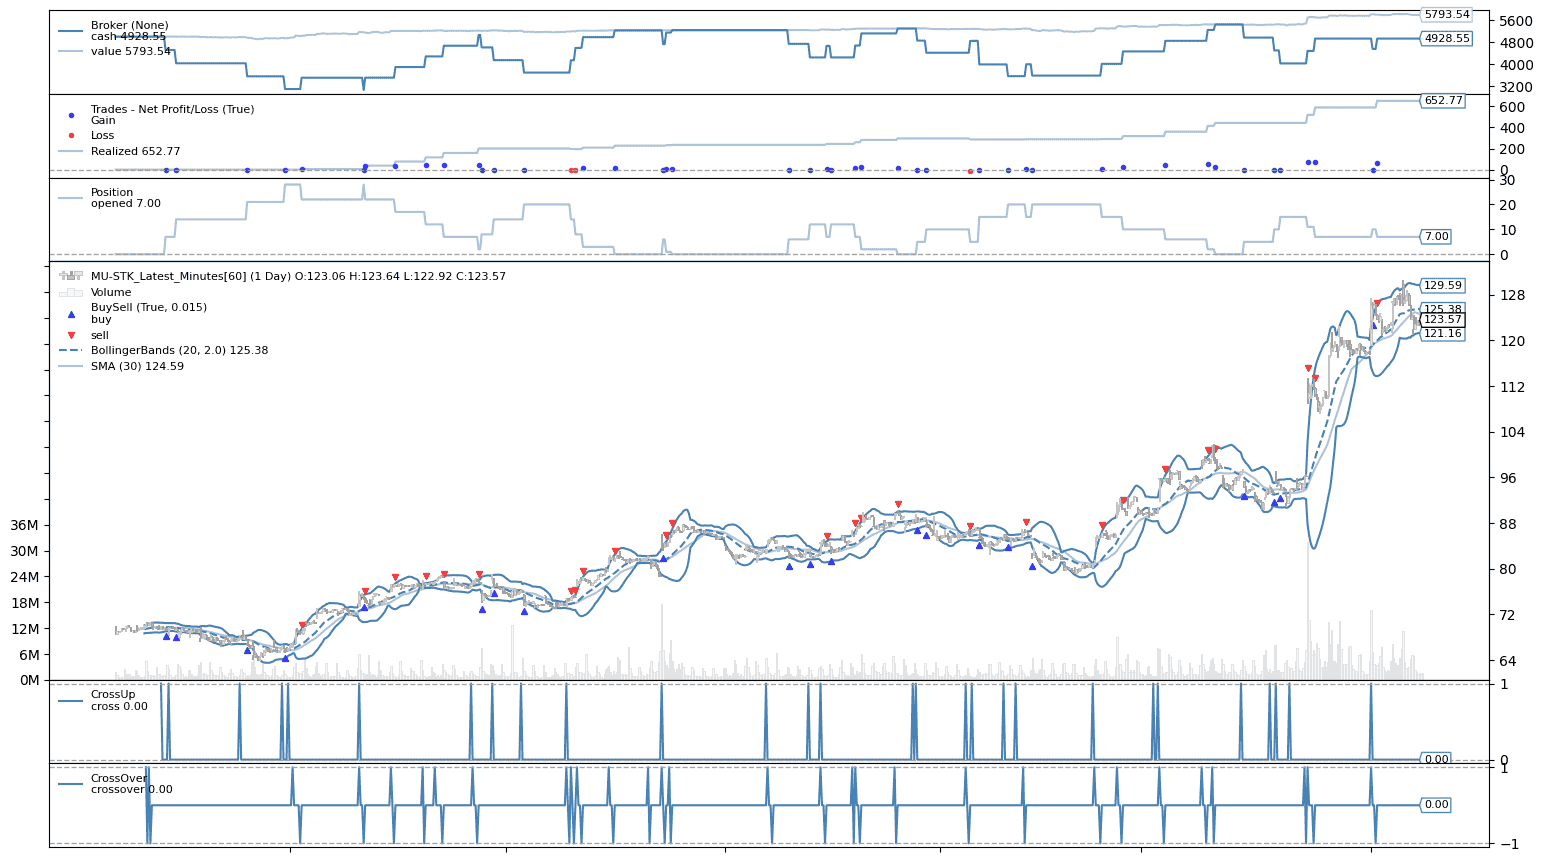 Broker (None)
cash 4928.55
value 5793.54
5793.54
4928.55
5600
4800
4000
3200
Trades - Net Profit/Loss (True)
Gain
Loss
Realized 652.77
652.77
600
400
200
0
Position
opened 7.00
7.00
30
20
10
0
MU-STK_Latest_Minutes[60] (1 Day) O:123.06 H:123.64 L:122.92 C:123.57
Volume
BuySell (True, 0.015)
buy
sell
BollingerBands (20, 2.0) 125.38
SMA (30) 124.59
129.59
125.38
123.57
121.16
128
120
112
104
96
88
80
72
64
36M
30M
24M
18M
12M
6M
0M
CrossUp
cross 0.00
0.00
1
0
CrossOver
crossover 0.00
0.00
1
−1